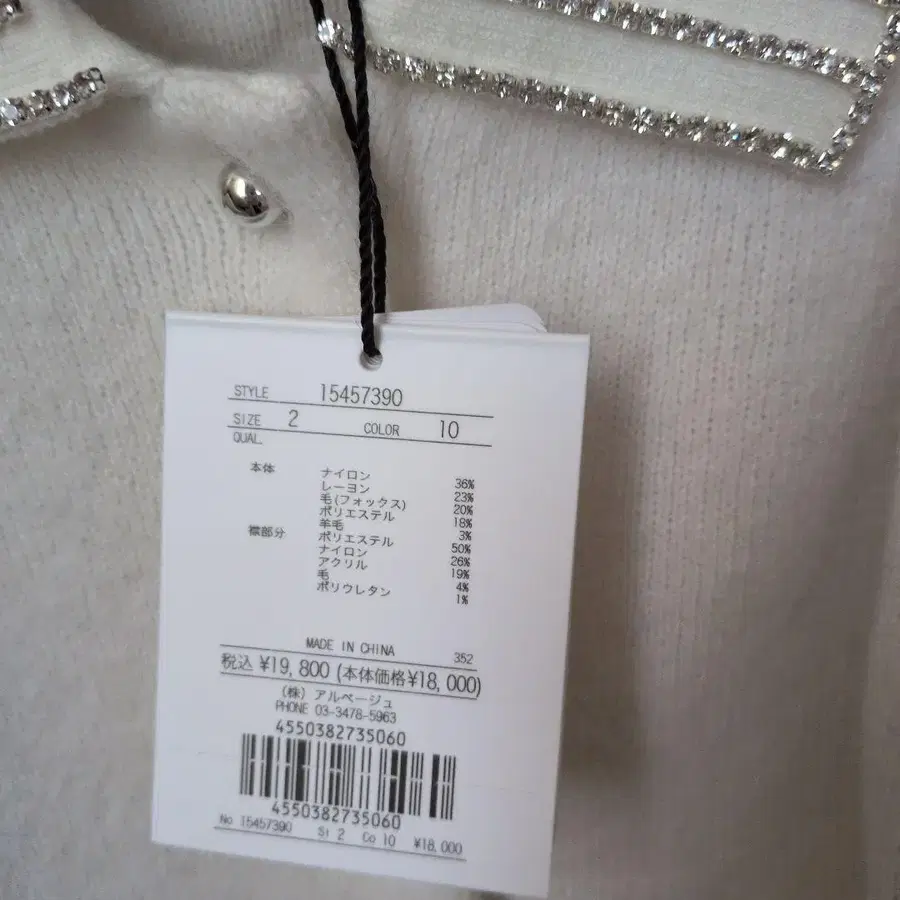 STYLE 15457390
SIZE 2 COLOR 10
QUAL.
本体 ナイロン 36%
レーヨン 23%
毛(フォックス) 20%
ポリエステル 18%
羊毛 3%
襟部分 ポリエステル 50%
ナイロン 26%
アクリル 19%
毛 4%
ポリウレタン 1%
MADE IN CHINA 352
税込 ¥19,800 (本体価格¥18,000)
(株) アルページュ
PHONE 03-3478-5963
4550382735060
4550382735060
No 15457390 Si 2 Co 10 ¥18,000